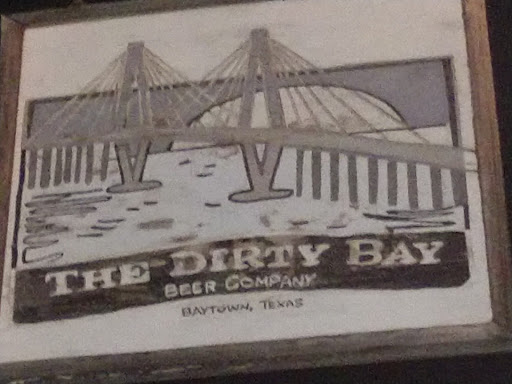 THE DIRTY BAY
BEER COMPANY
BAYTOWN, TEXAS